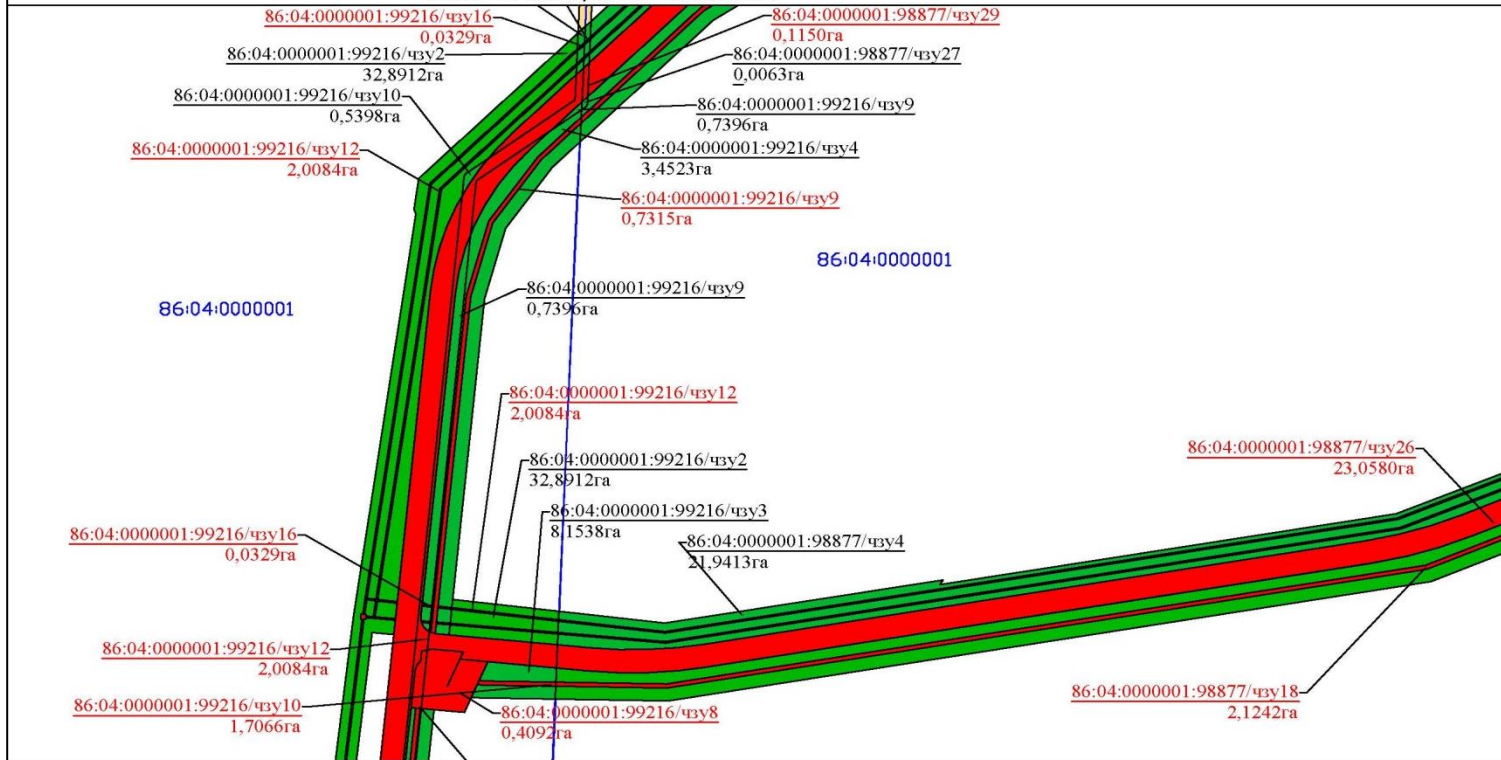 86:04:0000001:99216/чзу16
0,0329га
86:04:0000001:98877/чзу29
0,1150га
86:04:0000001:99216/чзу2
32,8912га
86:04:0000001:98877/чзу27
0,0063га
86:04:0000001:99216/чзу10
0,5398га
86:04:0000001:99216/чзу9
0,7396га
86:04:0000001:99216/чзу12
2,0084га
86:04:0000001:99216/чзу4
3,4523га
86:04:0000001:99216/чзу9
0,7315га
86:04:0000001
86:04:0000001
86:04:0000001:99216/чзу9
0,7396га
86:04:0000001:99216/чзу12
2,0084га
86:04:0000001:98877/чзу26
23,0580га
86:04:0000001:99216/чзу2
32,8912га
86:04:0000001:99216/чзу3
8,1538га
86:04:0000001:99216/чзу16
0,0329га
86:04:0000001:98877/чзу4
21,9413га
86:04:0000001:99216/чзу12
2,0084га
86:04:0000001:98877/чзу18
2,1242га
86:04:0000001:99216/чзу10
1,7066га
86:04:0000001:99216/чзу8
0,4092га